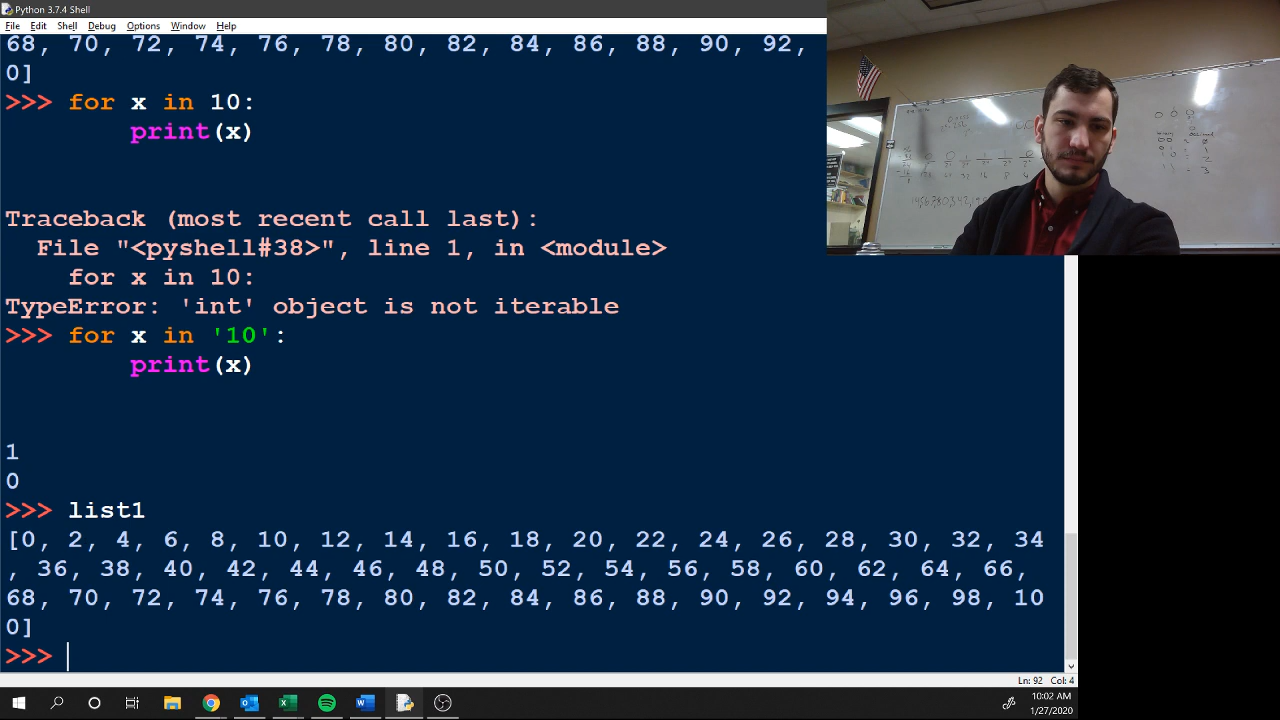 Python 3.7.4 Shell
File Edit Shell Debug Options Window Help
68, 70, 72, 74, 76, 78, 80, 82, 84, 86, 88, 90, 92,
0]
>>> for x in 10:
print(x)
Traceback (most recent call last):
File "<pyshell#38>", line 1, in <module>
for x in 10:
TypeError: 'int' object is not iterable
>>> for x in '10':
print(x)
1
0
>>> list1
[0, 2, 4, 6, 8, 10, 12, 14, 16, 18, 20, 22, 24, 26, 28, 30, 32, 34
, 36, 38, 40, 42, 44, 46, 48, 50, 52, 54, 56, 58, 60, 62, 64, 66,
68, 70, 72, 74, 76, 78, 80, 82, 84, 86, 88, 90, 92, 94, 96, 98, 10
0]
>>>
Ln: 92 Col: 4
10:02 AM
1/27/2020